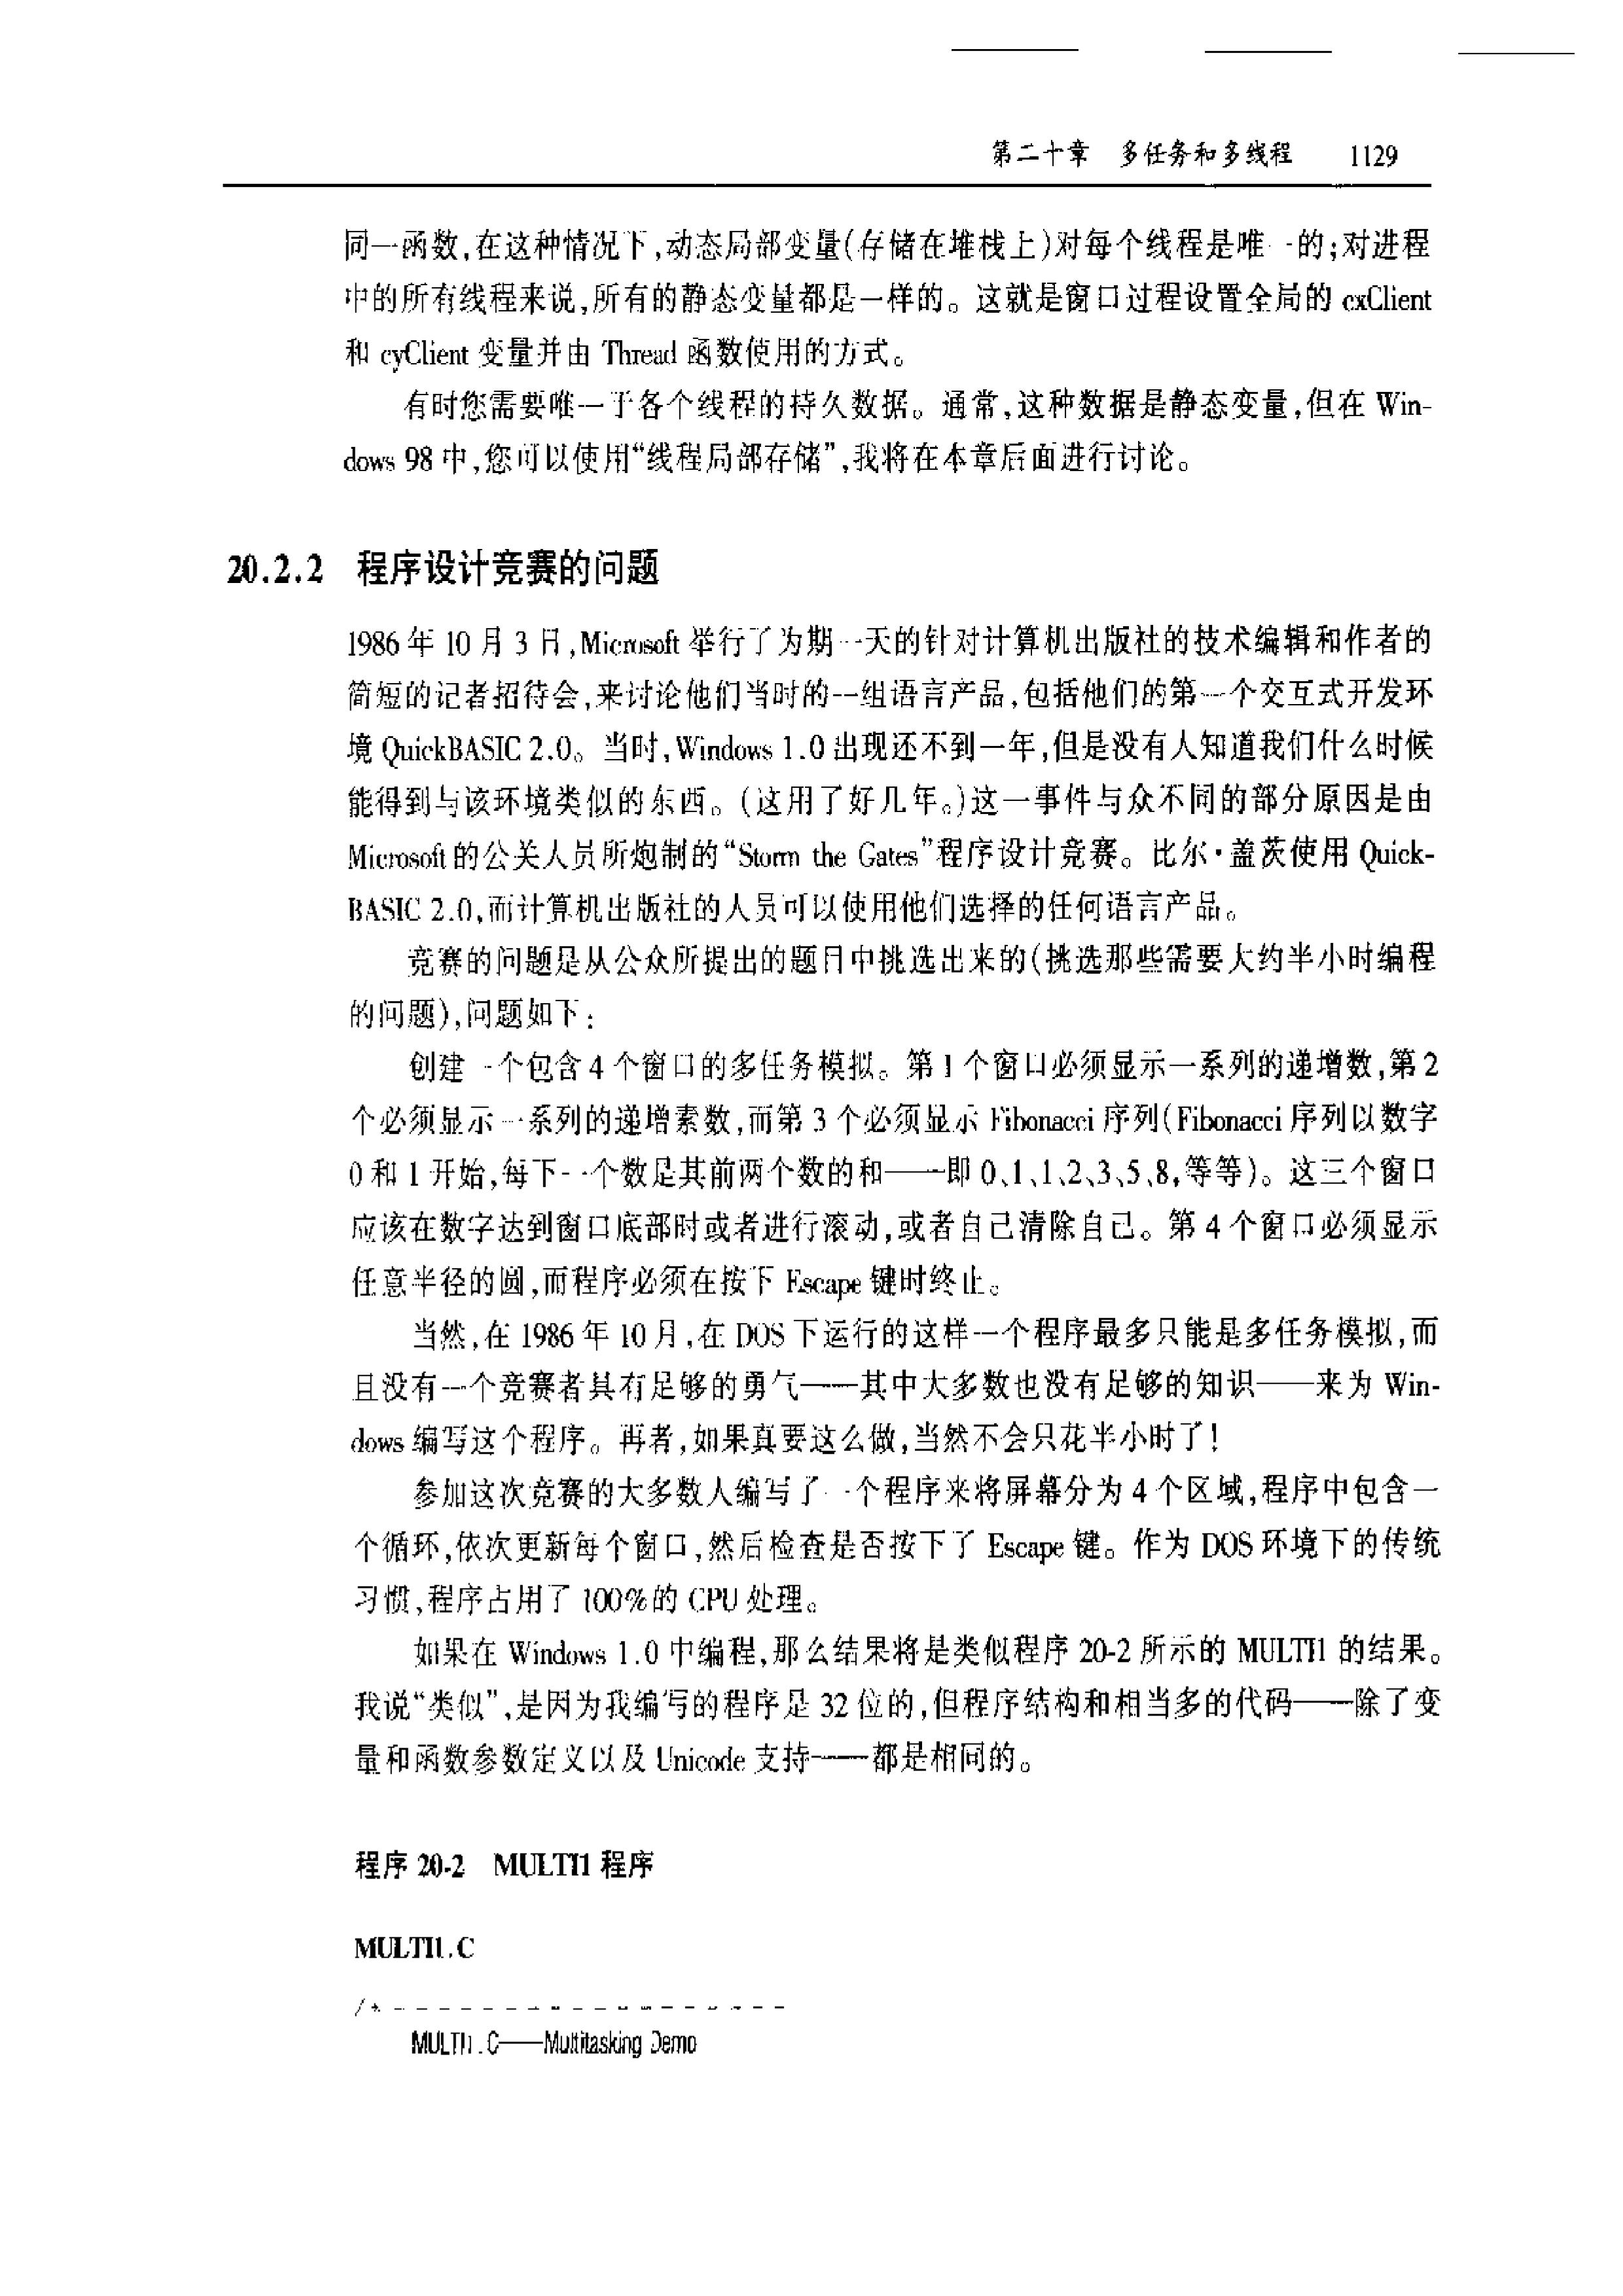 第二十章 多任务和多线程 1129
同一函数,在这种情况下,动态局部变量(存储在堆栈上)对每个线程是唯一的;对进程
中的所有线程来说,所有的静态变量都是一样的。这就是窗口过程设置全局的 cxClient
和 cyClient 变量并由 Thread 函数使用的方式。
有时您需要唯一于各个线程的持久数据。通常,这种数据是静态变量,但在 Win-
dows 98 中,您可以使用“线程局部存储”,我将在本章后面进行讨论。
20.2.2 程序设计竞赛的问题
1986 年 10 月 3 日,Microsoft 举行了为期一天的针对计算机出版社的技术编辑和作者的
简短的记者招待会,来讨论他们当时的一组语言产品,包括他们的第一个交互式开发环
境 QuickBASIC 2.0。当时,Windows 1.0 出现还不到一年,但是没有人知道我们什么时候
能得到与该环境类似的东西。(这用了好几年。)这一事件与众不同的部分原因是由
Microsoft 的公关人员所炮制的“Storm the Gates”程序设计竞赛。比尔·盖茨使用 Quick-
BASIC 2.0,而计算机出版社的人员可以使用他们选择的任何语言产品。
竞赛的问题是从公众所提出的题目中挑选出来的(挑选那些需要大约半小时编程
的问题),问题如下:
创建一个包含 4 个窗口的多任务模拟。第 1 个窗口必须显示一系列的递增数,第 2
个必须显示一系列的递增素数,而第 3 个必须显示 Fibonacci 序列(Fibonacci 序列以数字
0 和 1 开始,每下一个数是其前两个数的和——即 0、1、1、2、3、5、8,等等)。这三个窗口
应该在数字达到窗口底部时或者进行滚动,或者自己清除自己。第 4 个窗口必须显示
任意半径的圆,而程序必须在按下 Escape 键时终止。
当然,在 1986 年 10 月,在 DOS 下运行的这样一个程序最多只能是多任务模拟,而
且没有一个竞赛者具有足够的勇气——其中大多数也没有足够的知识——来为 Win-
dows 编写这个程序。再者,如果真要这么做,当然不会只花半小时了!
参加这次竞赛的大多数人编写了一个程序来将屏幕分为 4 个区域,程序中包含一
个循环,依次更新每个窗口,然后检查是否按下了 Escape 键。作为 DOS 环境下的传统
习惯,程序占用了 100%的 CPU 处理。
如果在 Windows 1.0 中编程,那么结果将是类似程序 20-2 所示的 MULTI1 的结果。
我说“类似”,是因为我编写的程序是 32 位的,但程序结构和相当多的代码——除了变
量和函数参数定义以及 Unicode 支持——都是相同的。
程序 20-2 MULTI1 程序
MULTI1.C
/* - - - - - - - - - - - - - - - - - -
MULTI1.C——Multitasking Demo